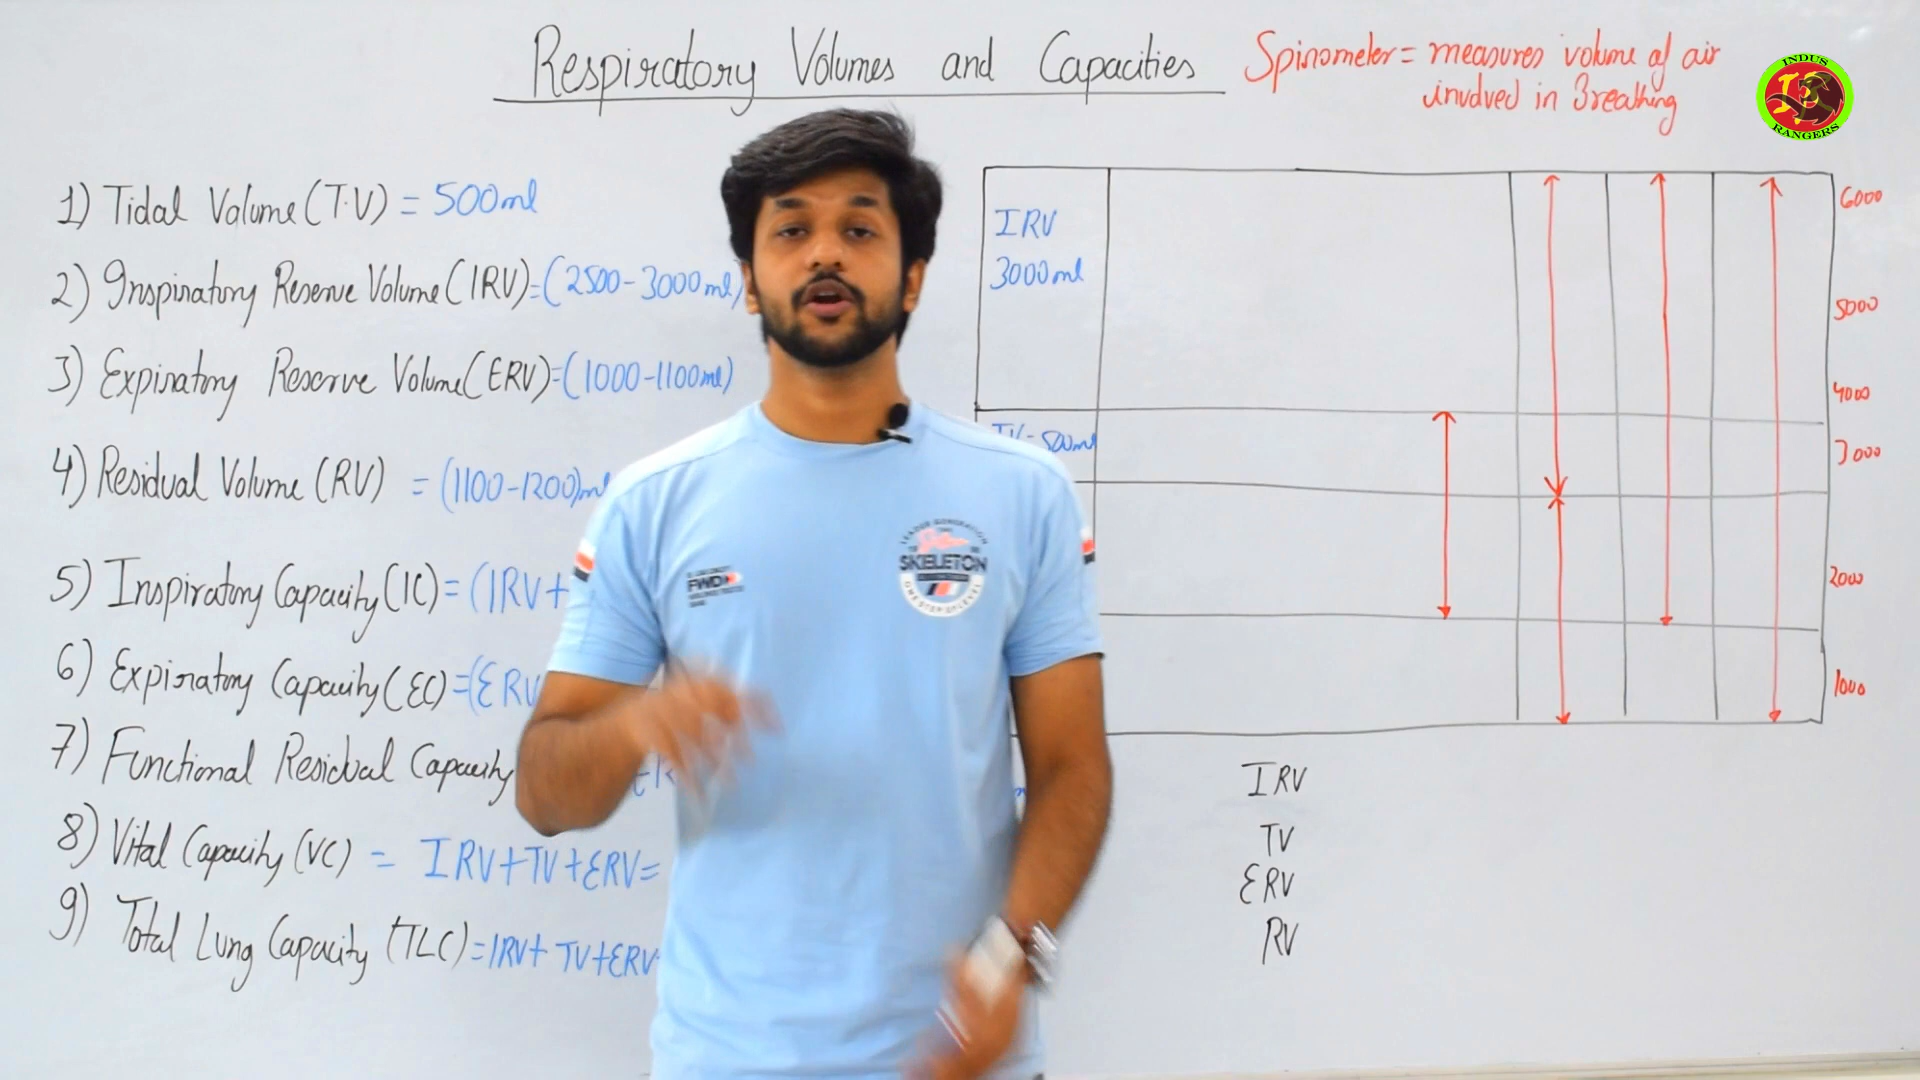 Respiratory Volumes and Capacities
Spirometer = measures volume of air
involved in Breathing
INDUS
RANGERS
1) Tidal Volume (T.V) = 500ml
2) Inspiratory Reserve Volume (IRV) = (2500-3000ml)
3) Expiratory Reserve Volume (ERV) = (1000-1100ml)
4) Residual Volume (RV) = (1100-1200)ml
5) Inspiratory Capacity (IC) = (IRV+
6) Expiratory Capacity (EC) = (ERV
7) Functional Residual Capacity
8) Vital Capacity (VC) = IRV+TV+ERV=
9) Total Lung Capacity (TLC) = IRV+ TV+ERV
IRV
3000ml
TV-500ml
6000
5000
4000
3000
2000
1000
IRV
TV
ERV
RV
FWD
SKELETON